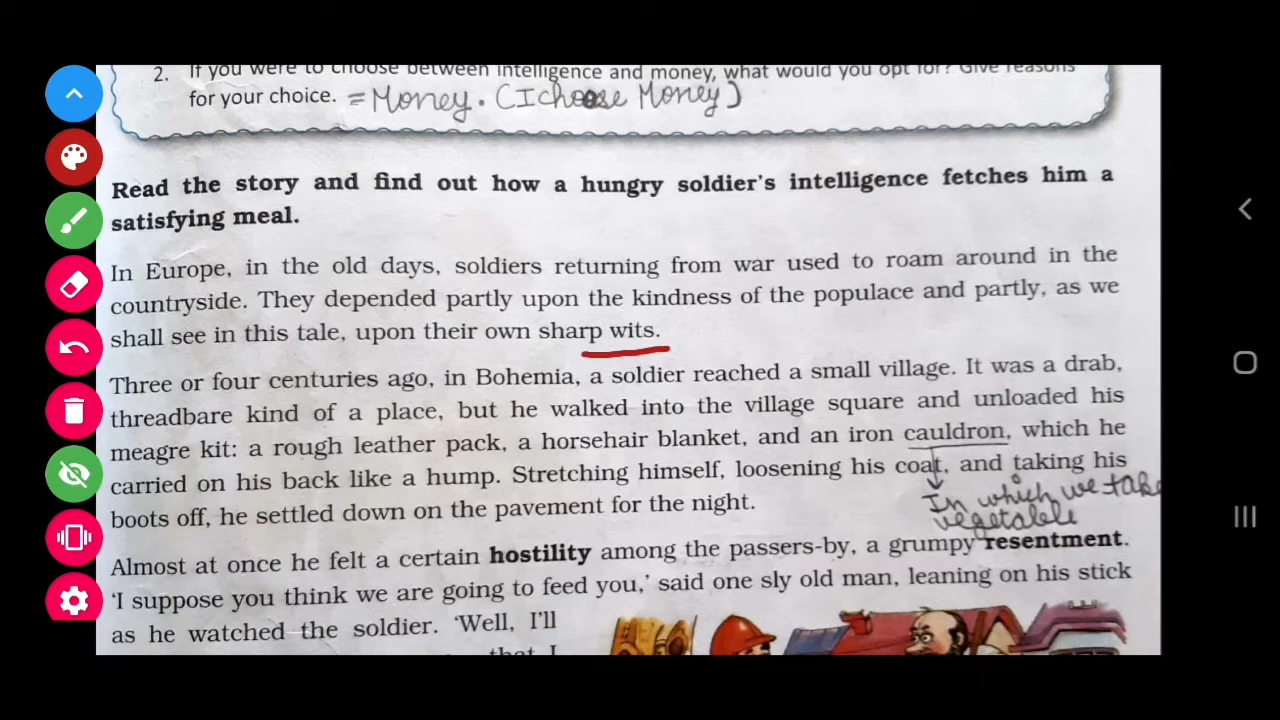 2. If you were to choose between intelligence and money, what would you opt for? Give reasons
for your choice. = Money. (I choose Money)
Read the story and find out how a hungry soldier's intelligence fetches him a
satisfying meal.
In Europe, in the old days, soldiers returning from war used to roam around in the
countryside. They depended partly upon the kindness of the populace and partly, as we
shall see in this tale, upon their own sharp wits.
Three or four centuries ago, in Bohemia, a soldier reached a small village. It was a drab,
threadbare kind of a place, but he walked into the village square and unloaded his
meagre kit: a rough leather pack, a horsehair blanket, and an iron cauldron, which he
carried on his back like a hump. Stretching himself, loosening his coat, and taking his
boots off, he settled down on the pavement for the night.
In which we take
vegetable
Almost at once he felt a certain hostility among the passers-by, a grumpy resentment.
'I suppose you think we are going to feed you,' said one sly old man, leaning on his stick
as he watched the soldier. 'Well, I'll
that I